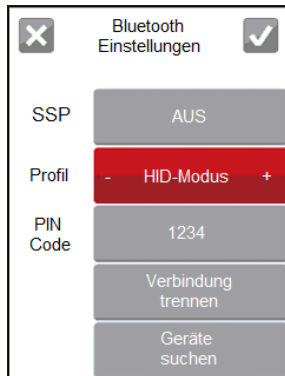 Bluetooth
Einstellungen
SSP
AUS
Profil
- HID-Modus +
PIN
Code
1234
Verbindung
trennen
Geräte
suchen